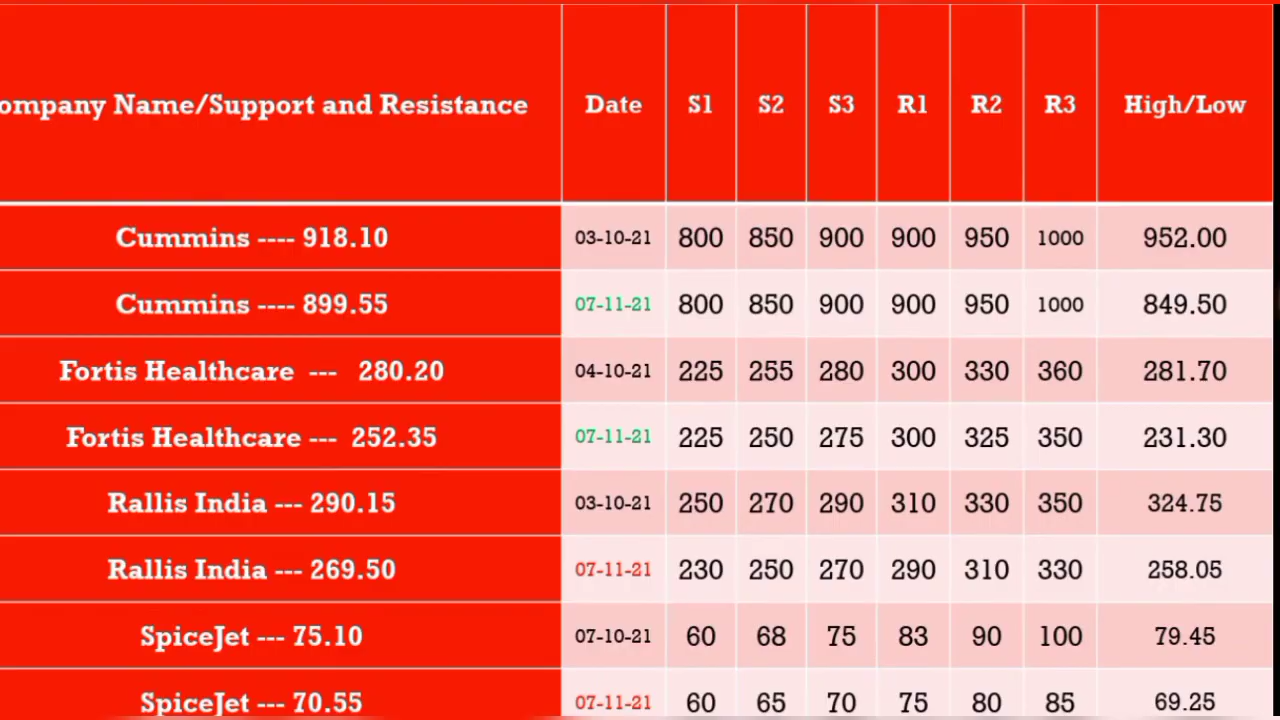 ompany Name/Support and Resistance Date S1 S2 S3 R1 R2 R3 High/Low
Cummins ---- 918.10 03-10-21 800 850 900 900 950 1000 952.00
Cummins ---- 899.55 07-11-21 800 850 900 900 950 1000 849.50
Fortis Healthcare --- 280.20 04-10-21 225 255 280 300 330 360 281.70
Fortis Healthcare --- 252.35 07-11-21 225 250 275 300 325 350 231.30
Rallis India --- 290.15 03-10-21 250 270 290 310 330 350 324.75
Rallis India --- 269.50 07-11-21 230 250 270 290 310 330 258.05
SpiceJet --- 75.10 07-10-21 60 68 75 83 90 100 79.45
SpiceJet --- 70.55 07-11-21 60 65 70 75 80 85 69.25